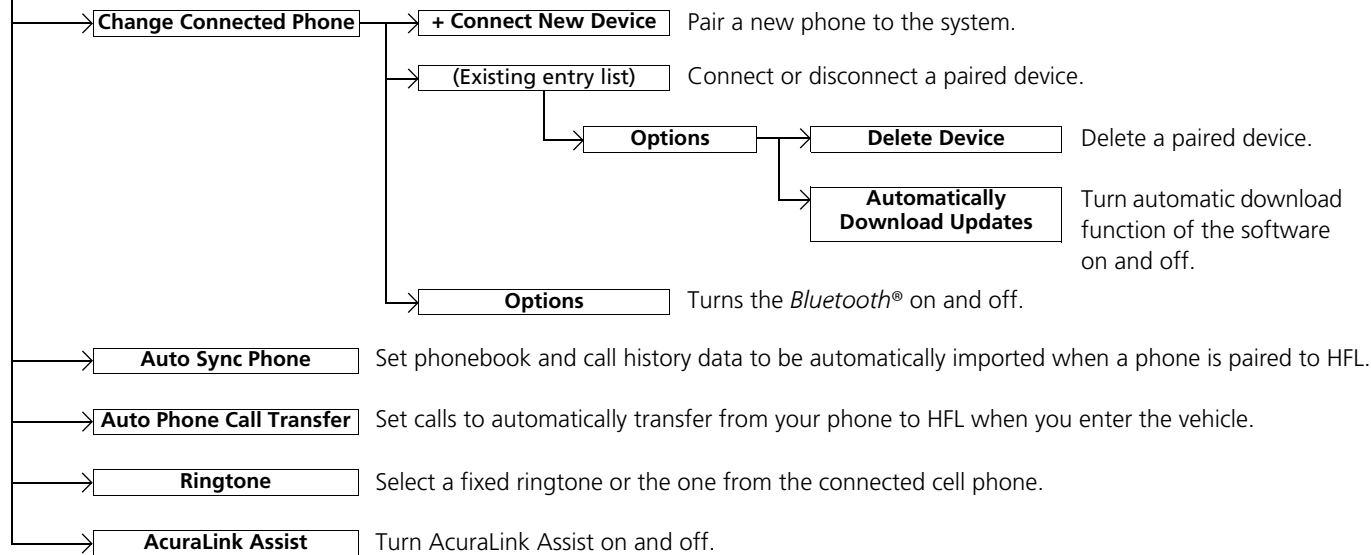 Change Connected Phone
+ Connect New Device
Pair a new phone to the system.
(Existing entry list)
Connect or disconnect a paired device.
Options
Delete Device
Delete a paired device.
Automatically
Download Updates
Turn automatic download
function of the software
on and off.
Options
Turns the Bluetooth® on and off.
Auto Sync Phone
Set phonebook and call history data to be automatically imported when a phone is paired to HFL.
Auto Phone Call Transfer
Set calls to automatically transfer from your phone to HFL when you enter the vehicle.
Ringtone
Select a fixed ringtone or the one from the connected cell phone.
AcuraLink Assist
Turn AcuraLink Assist on and off.